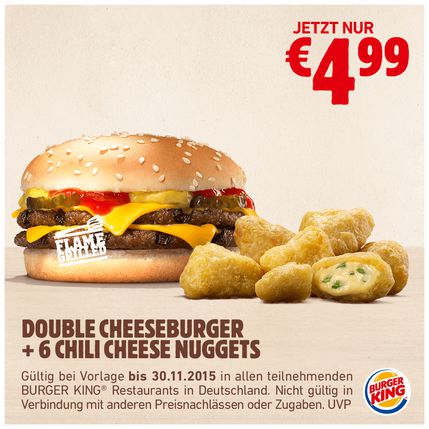 JETZT NUR
€4.99
FLAME
GRILLED
DOUBLE CHEESEBURGER
+ 6 CHILI CHEESE NUGGETS
Gültig bei Vorlage bis 30.11.2015 in allen teilnehmenden
BURGER KING® Restaurants in Deutschland. Nicht gültig in
Verbindung mit anderen Preisnachlässen oder Zugaben. UVP
BURGER
KING